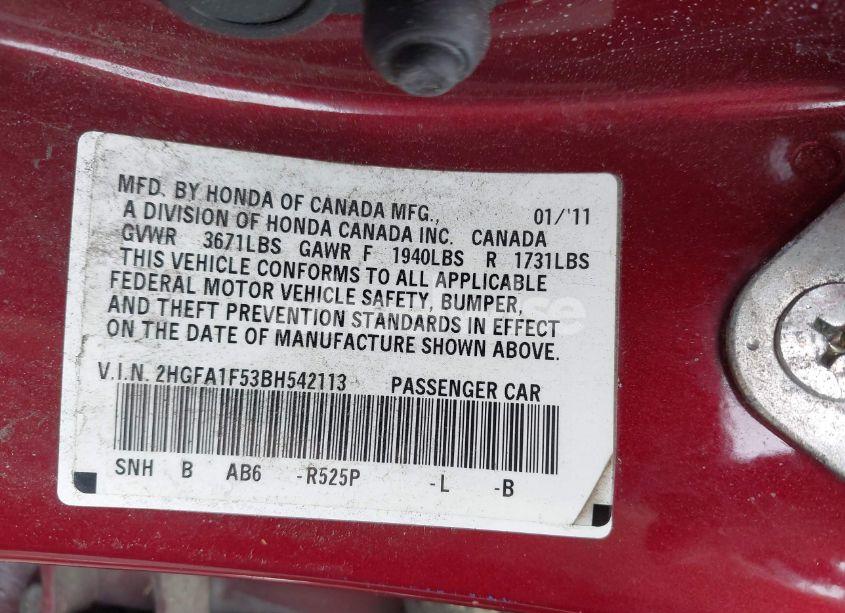 MFD. BY HONDA OF CANADA MFG., 01/'11
A DIVISION OF HONDA CANADA INC. CANADA
GVWR 3671LBS GAWR F 1940LBS R 1731LBS
THIS VEHICLE CONFORMS TO ALL APPLICABLE
FEDERAL MOTOR VEHICLE SAFETY, BUMPER,
AND THEFT PREVENTION STANDARDS IN EFFECT
ON THE DATE OF MANUFACTURE SHOWN ABOVE.
V.I.N. 2HGFA1F53BH542113 PASSENGER CAR
SNH B AB6 -R525P -L -B